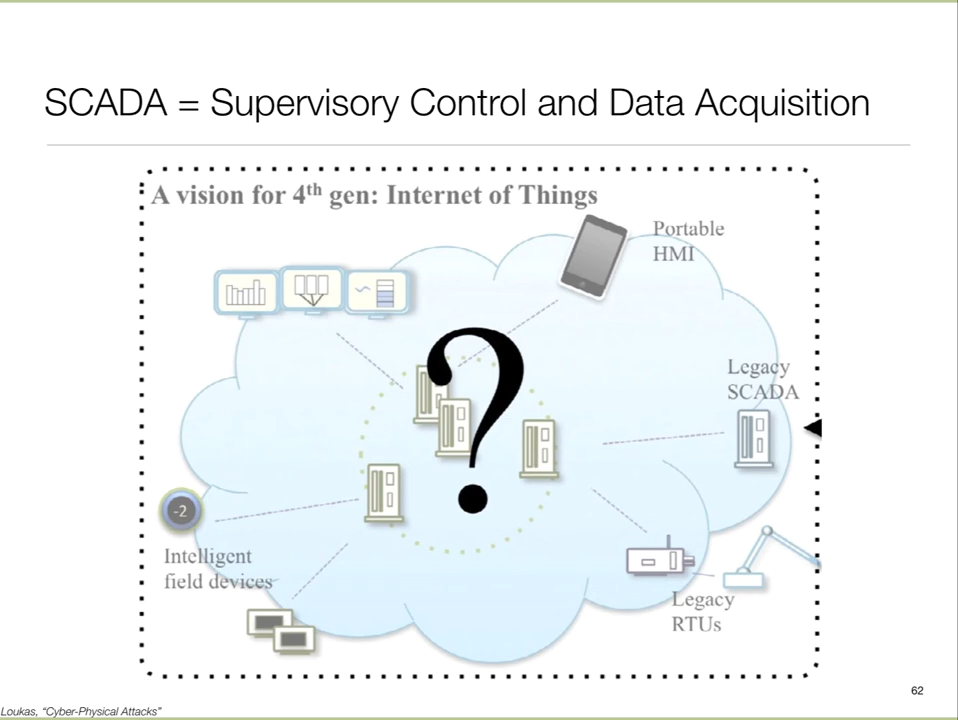 SCADA = Supervisory Control and Data Acquisition
A vision for 4th gen: Internet of Things
Portable
HMI
Legacy
SCADA
-2
Intelligent
field devices
Legacy
RTUs
?
62
Loukas, “Cyber-Physical Attacks”